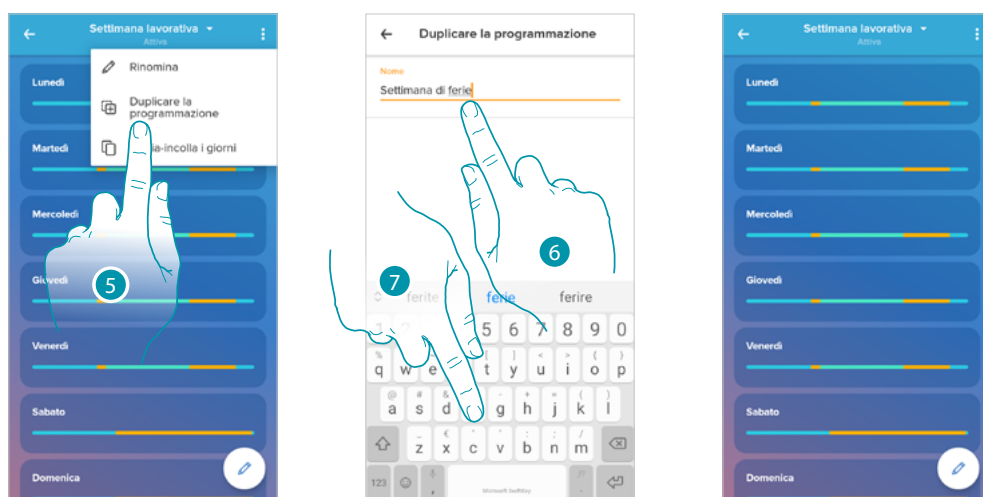 Settimana lavorativa
Attiva
Rinomina
Duplicare la
programmazione
ia-incolla i giorni
Lunedì
Martedì
Mercoledì
Giovedì
Venerdì
Sabato
Domenica
5
Duplicare la programmazione
Nome
Settimana di ferie
6
7
ferite ferie ferire
5 6 7 8 9 0
q w e t y u i o p
a s d g h j k l
z x c v b n m
123
Microsoft SwiftKey
Settimana lavorativa
Attiva
Lunedì
Martedì
Mercoledì
Giovedì
Venerdì
Sabato
Domenica